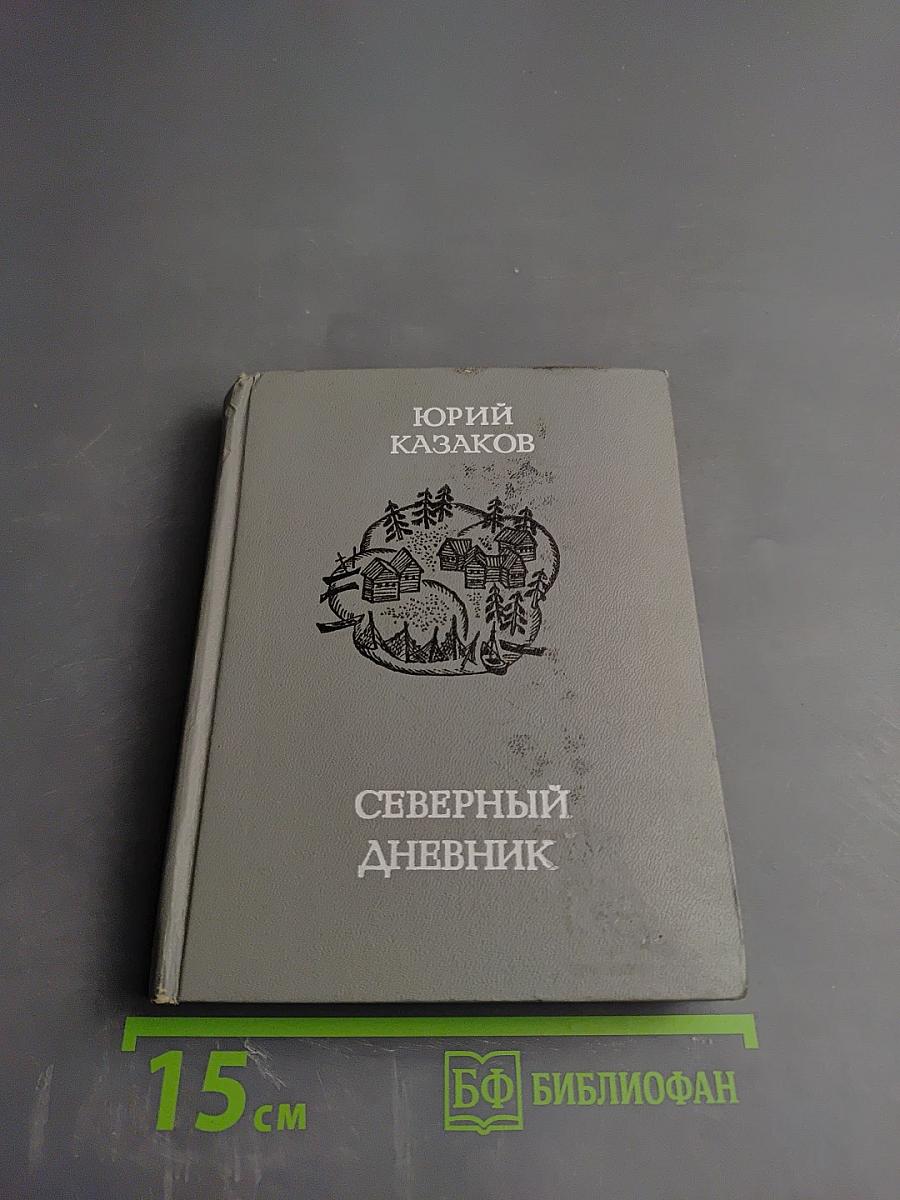 ЮРИЙ
КАЗАКОВ
СЕВЕРНЫЙ
ДНЕВНИК
15 см
БФ БИБЛИОФАН